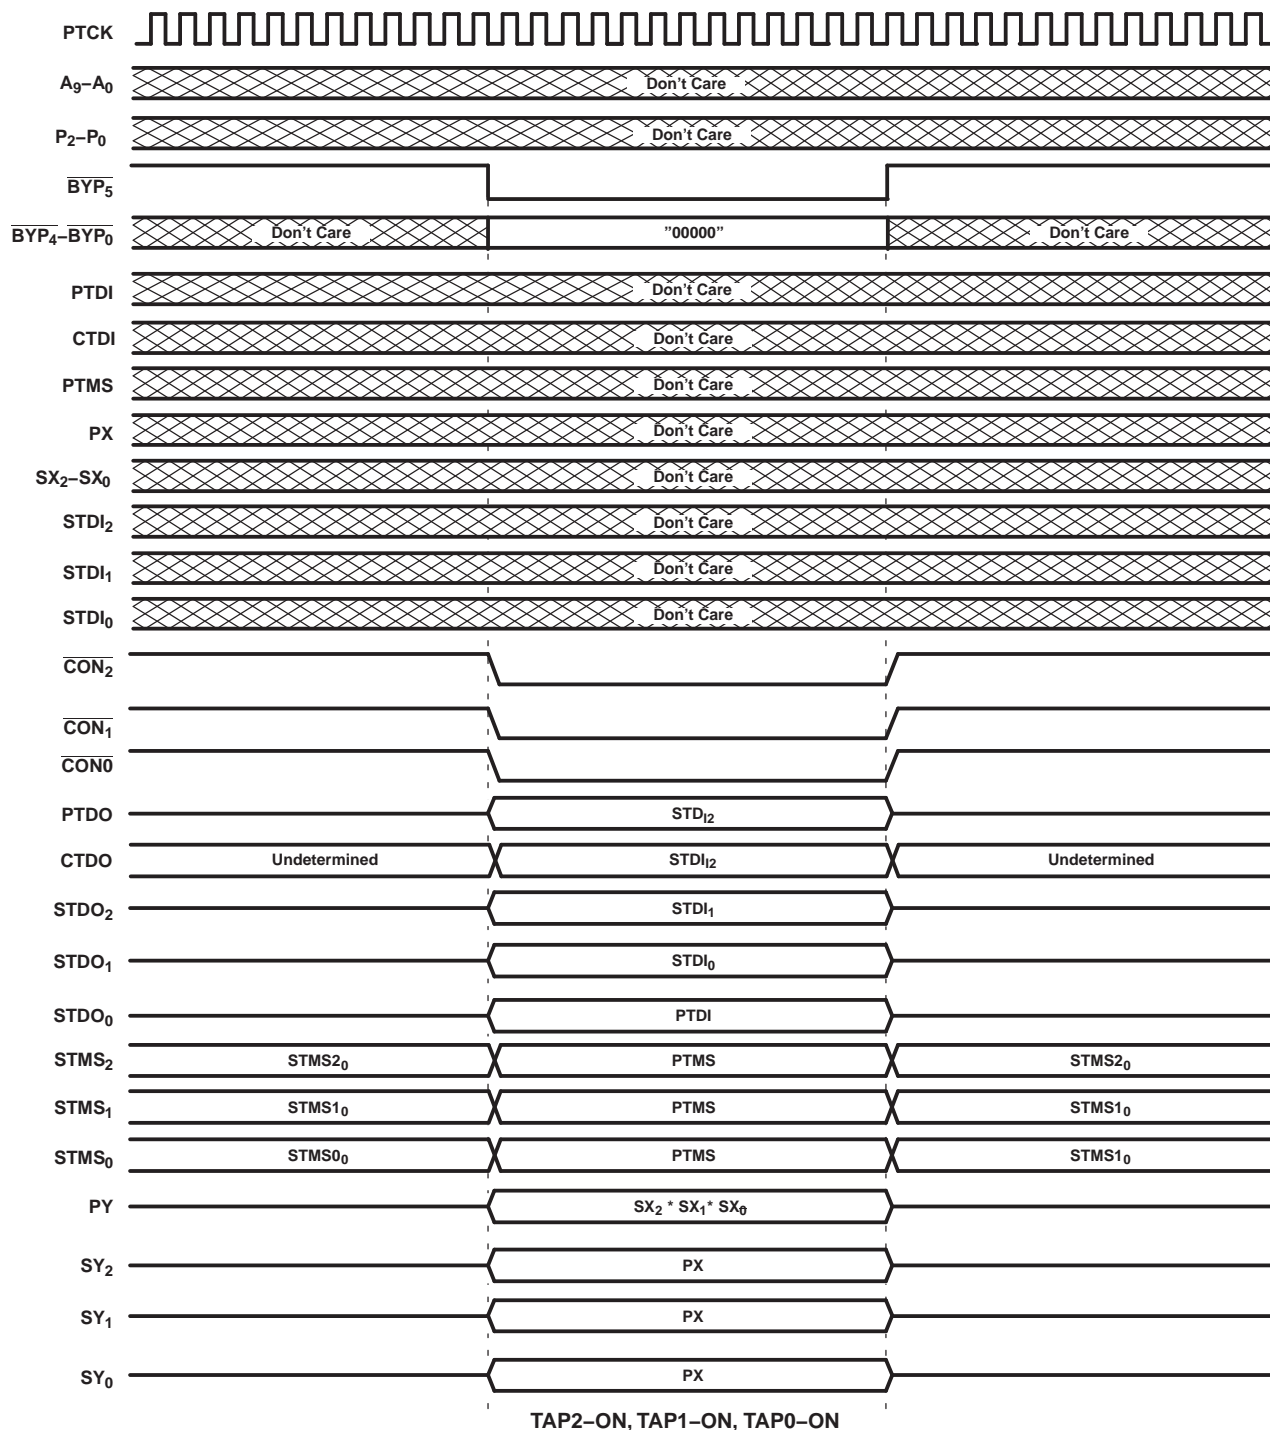 PTCK
A9–A0 Don't Care
P2–P0 Don't Care
BYP5
BYP4–BYP0 Don't Care "00000" Don't Care
PTDI Don't Care
CTDI Don't Care
PTMS Don't Care
PX Don't Care
SX2–SX0 Don't Care
STDI2 Don't Care
STDI1 Don't Care
STDI0 Don't Care
CON2
CON1
CON0
PTDO STDI2
CTDO Undetermined STDII2 Undetermined
STDO2 STDI1
STDO1 STDI0
STDO0 PTDI
STMS2 STMS20 PTMS STMS20
STMS1 STMS10 PTMS STMS10
STMS0 STMS00 PTMS STMS10
PY SX2 * SX1* SX0
SY2 PX
SY1 PX
SY0 PX
TAP2–ON, TAP1–ON, TAP0–ON